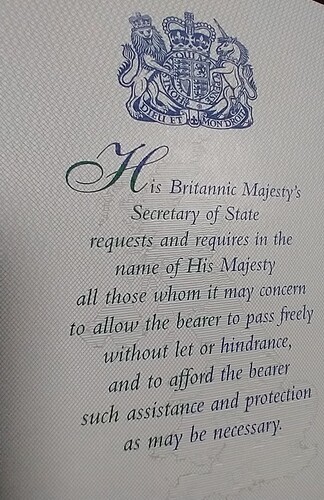 DIEU ET MON DROIT
His Britannic Majesty's
Secretary of State
requests and requires in the
name of His Majesty
all those whom it may concern
to allow the bearer to pass freely
without let or hindrance,
and to afford the bearer
such assistance and protection
as may be necessary.